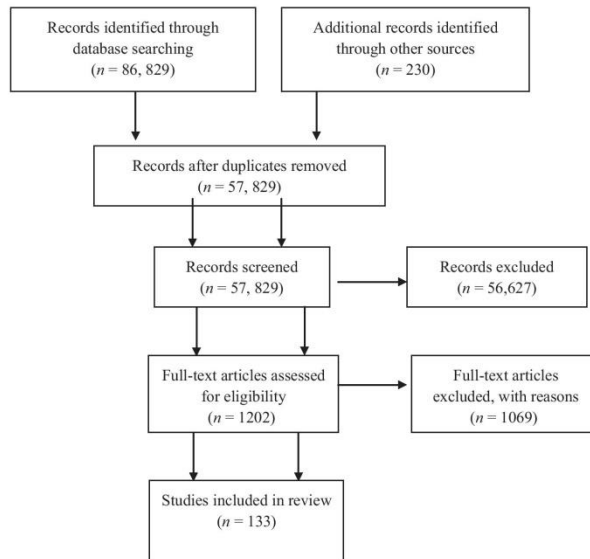 Records identified through
database searching
(n = 86, 829)
Additional records identified
through other sources
(n = 230)
Records after duplicates removed
(n = 57, 829)
Records screened
(n = 57, 829)
Records excluded
(n = 56,627)
Full-text articles assessed
for eligibility
(n = 1202)
Full-text articles
excluded, with reasons
(n = 1069)
Studies included in review
(n = 133)